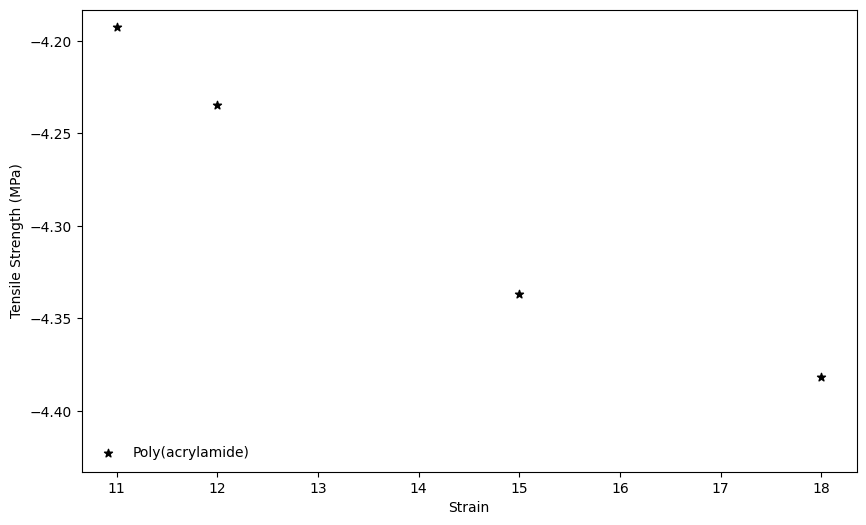 −4.20
−4.25
−4.30
−4.35
−4.40
Tensile Strength (MPa)
Poly(acrylamide)
11 12 13 14 15 16 17 18
Strain